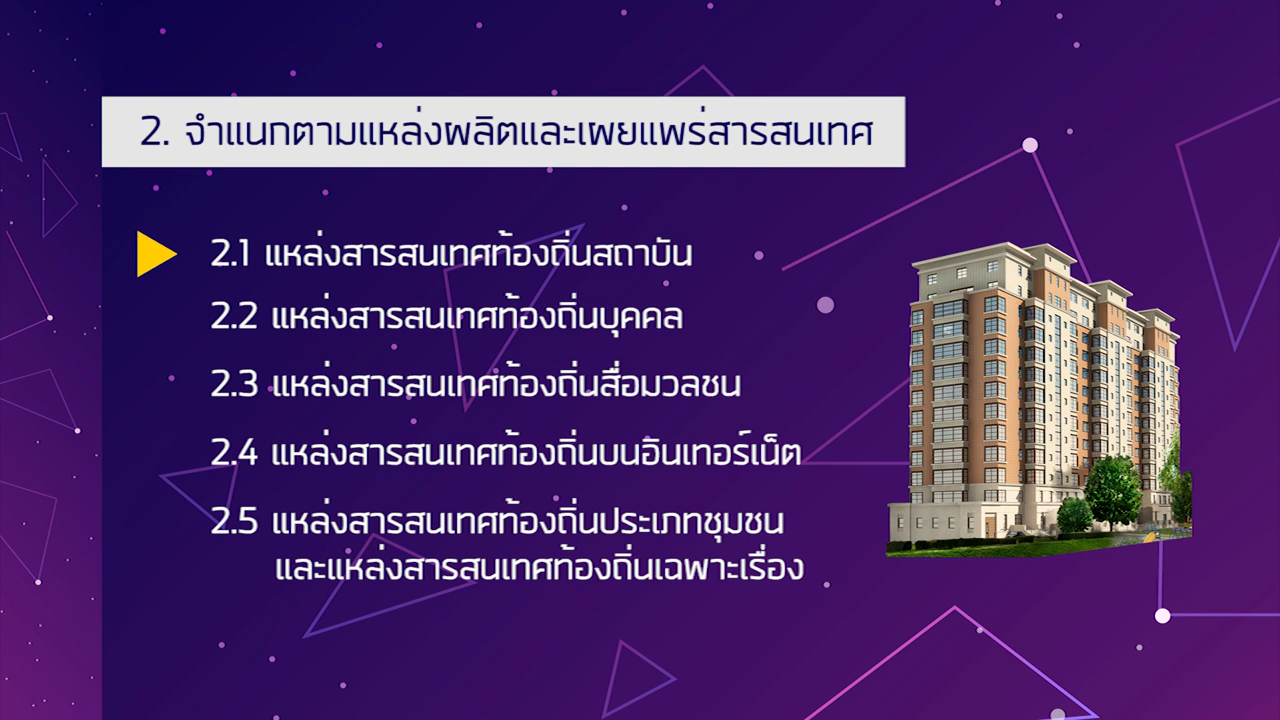 2. จำแนกตามแหล่งผลิตและเผยแพร่สารสนเทศ
2.1 แหล่งสารสนเทศท้องถิ่นสถาบัน
2.2 แหล่งสารสนเทศท้องถิ่นบุคคล
2.3 แหล่งสารสนเทศท้องถิ่นสื่อมวลชน
2.4 แหล่งสารสนเทศท้องถิ่นบนอินเทอร์เน็ต
2.5 แหล่งสารสนเทศท้องถิ่นประเภทชุมชน
และแหล่งสารสนเทศท้องถิ่นเฉพาะเรื่อง